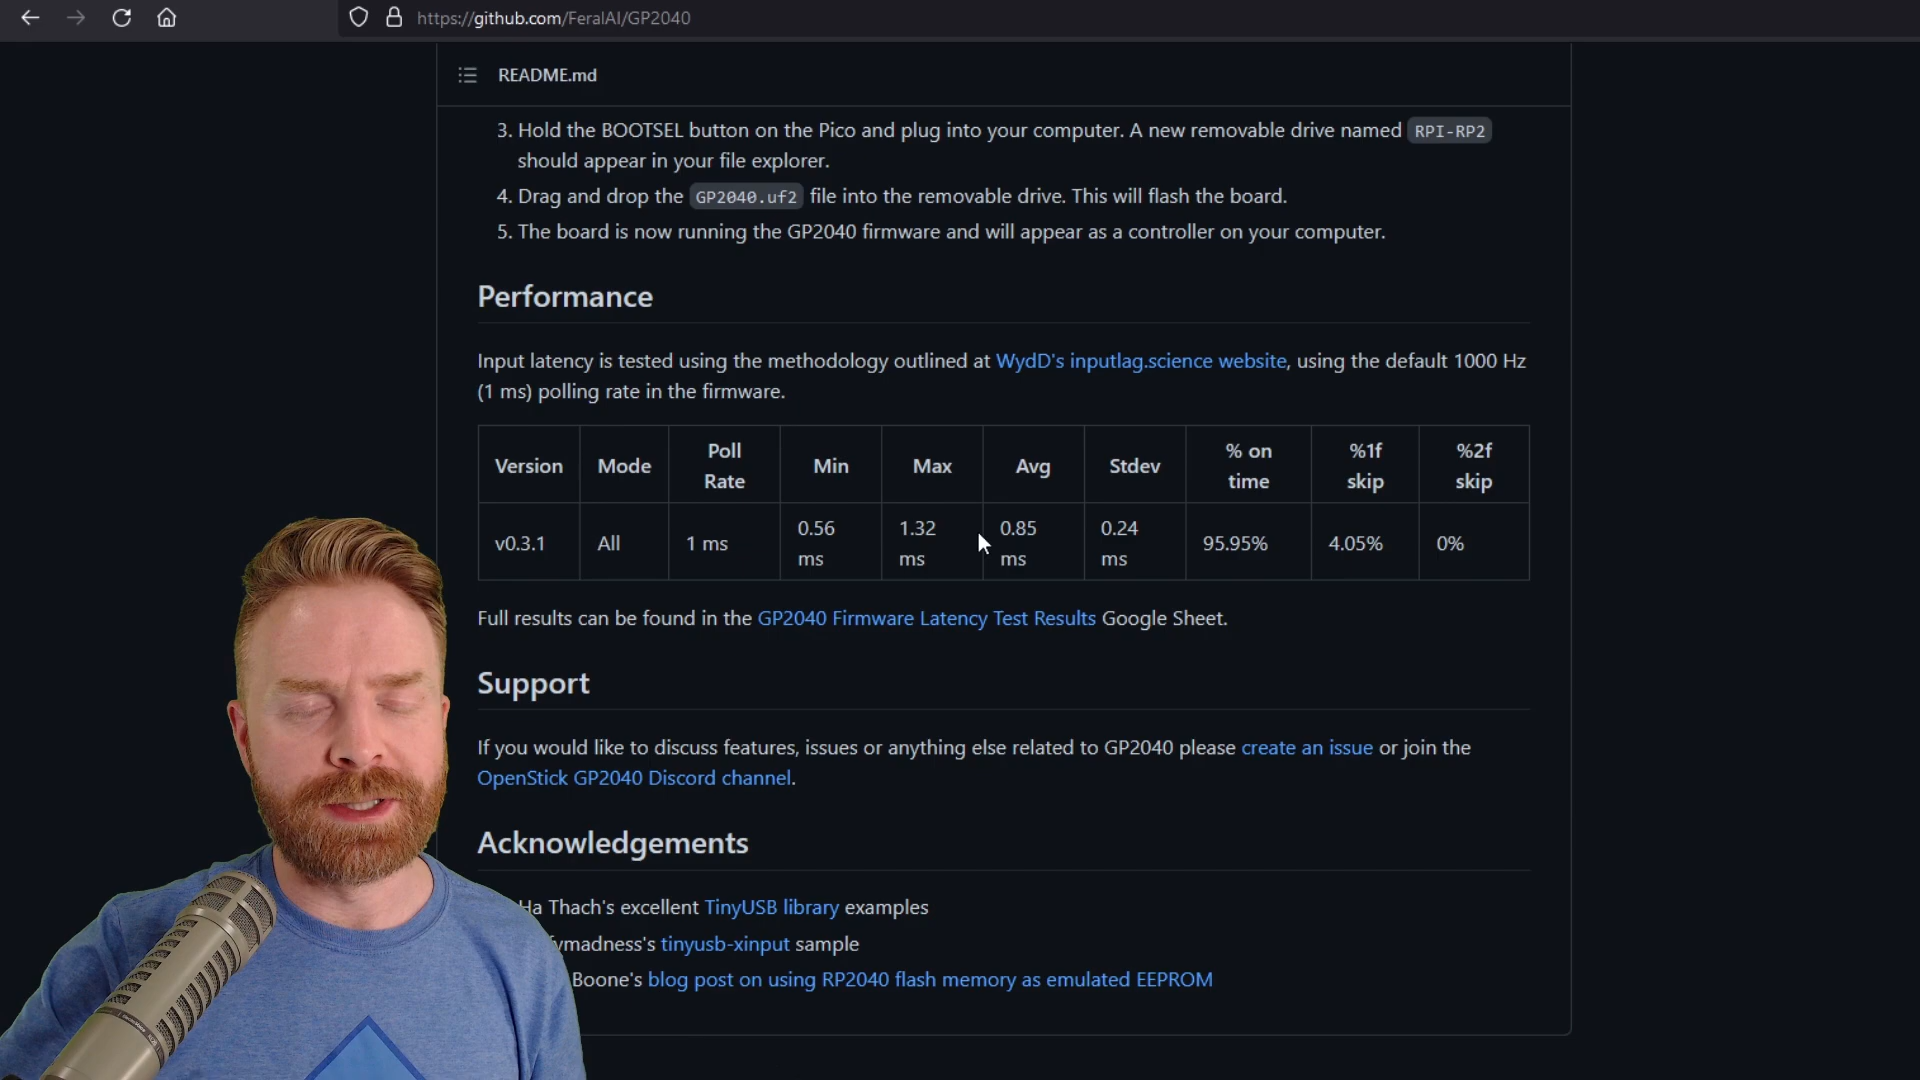 https://github.com/FeralAI/GP2040
README.md
3. Hold the BOOTSEL button on the Pico and plug into your computer. A new removable drive named RPI-RP2
should appear in your file explorer.
4. Drag and drop the GP2040.uf2 file into the removable drive. This will flash the board.
5. The board is now running the GP2040 firmware and will appear as a controller on your computer.
Performance
Input latency is tested using the methodology outlined at WydD's inputlag.science website, using the default 1000 Hz
(1 ms) polling rate in the firmware.
Version Mode Poll Rate Min Max Avg Stdev % on time %1f skip %2f skip
v0.3.1 All 1 ms 0.56 ms 1.32 ms 0.85 ms 0.24 ms 95.95% 4.05% 0%
Full results can be found in the GP2040 Firmware Latency Test Results Google Sheet.
Support
If you would like to discuss features, issues or anything else related to GP2040 please create an issue or join the
OpenStick GP2040 Discord channel.
Acknowledgements
Ha Thach's excellent TinyUSB library examples
fymadness's tinyusb-xinput sample
Boone's blog post on using RP2040 flash memory as emulated EEPROM